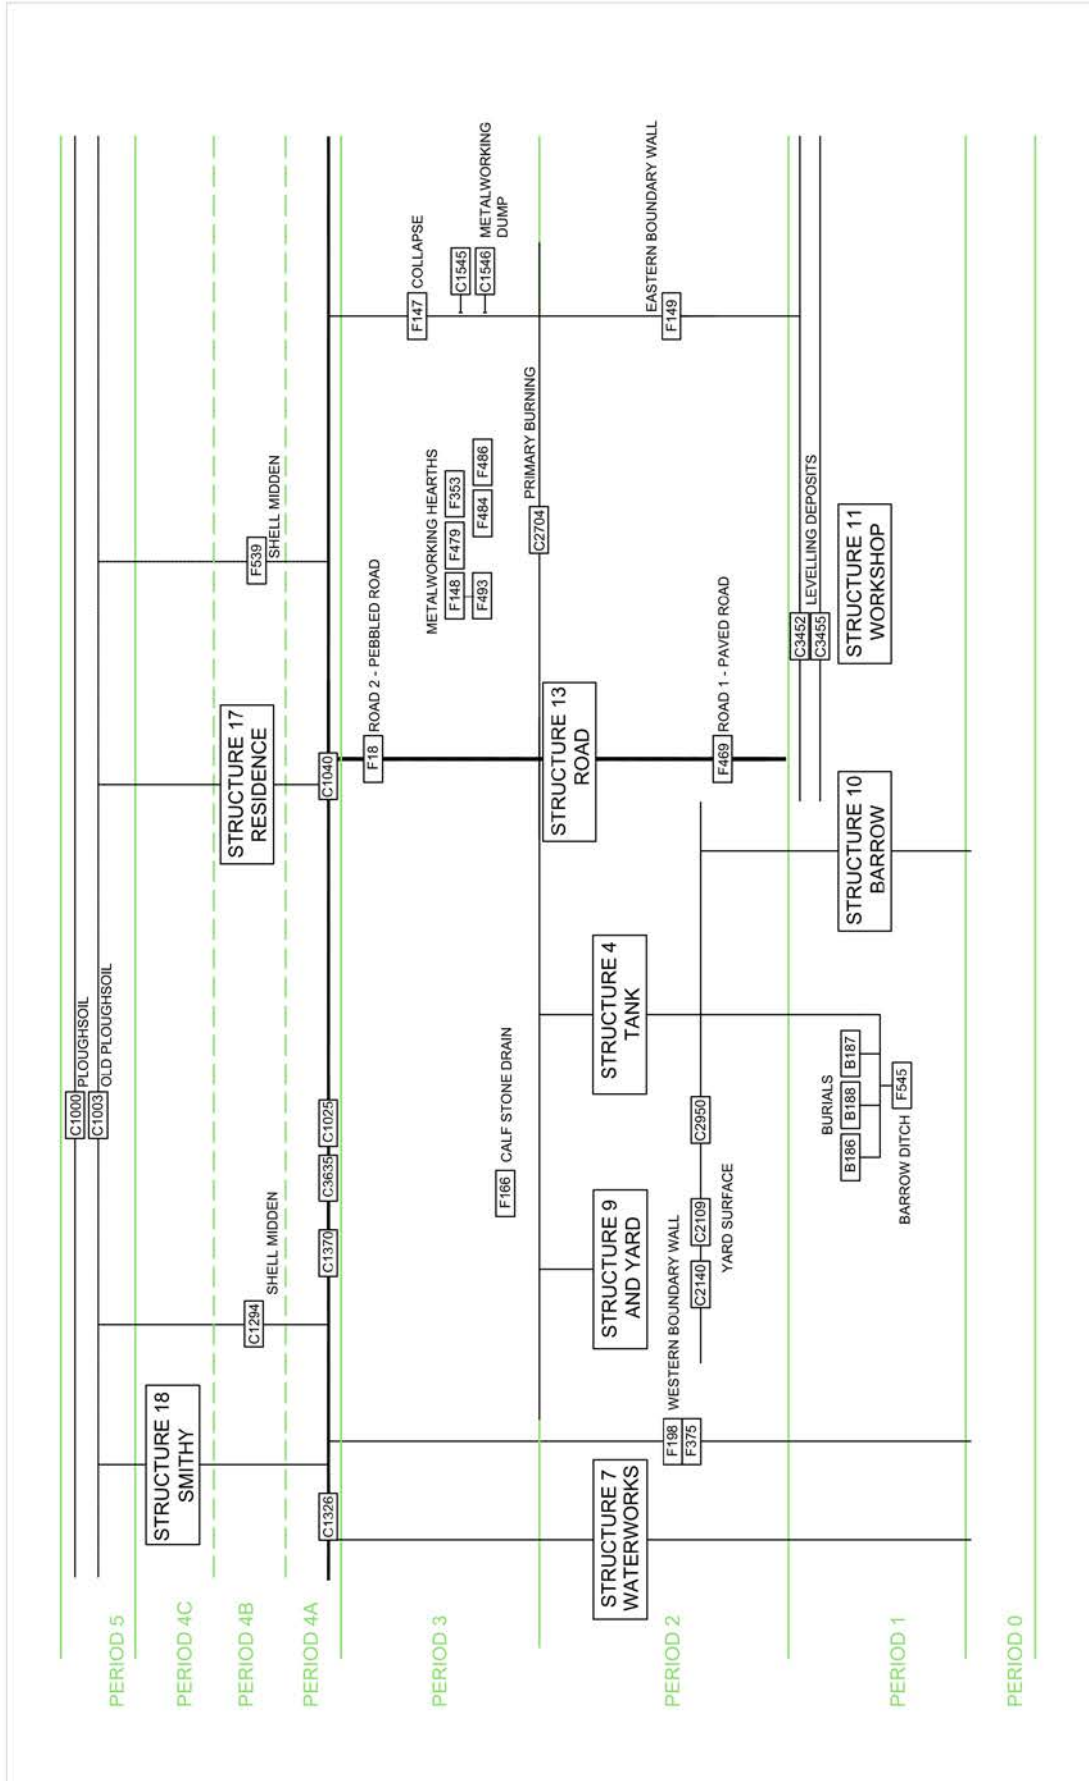 PERIOD 5
C1000 PLOUGHSOIL
C1003 OLD PLOUGHSOIL
PERIOD 4C
STRUCTURE 18
SMITHY
PERIOD 4B
C1294
SHELL MIDDEN
STRUCTURE 17
RESIDENCE
F539
SHELL MIDDEN
PERIOD 4A
C1326
C1370
C3635
C1025
C1040
PERIOD 3
F18 ROAD 2 - PEBBLED ROAD
F147 COLLAPSE
METALWORKING HEARTHS
F148
F479
F353
F493
F484
F486
C1545
C1546
METALWORKING
DUMP
F166 CALF STONE DRAIN
C2704
PRIMARY BURNING
PERIOD 2
STRUCTURE 13
ROAD
STRUCTURE 7
WATERWORKS
STRUCTURE 9
AND YARD
STRUCTURE 4
TANK
F198
F375
WESTERN BOUNDARY WALL
EASTERN BOUNDARY WALL
F149
C2140
C2109
C2950
YARD SURFACE
F469 ROAD 1 - PAVED ROAD
PERIOD 1
C3452
C3455
LEVELLING DEPOSITS
BURIALS
B186
B188
B187
BARROW DITCH F545
STRUCTURE 10
BARROW
STRUCTURE 11
WORKSHOP
PERIOD 0